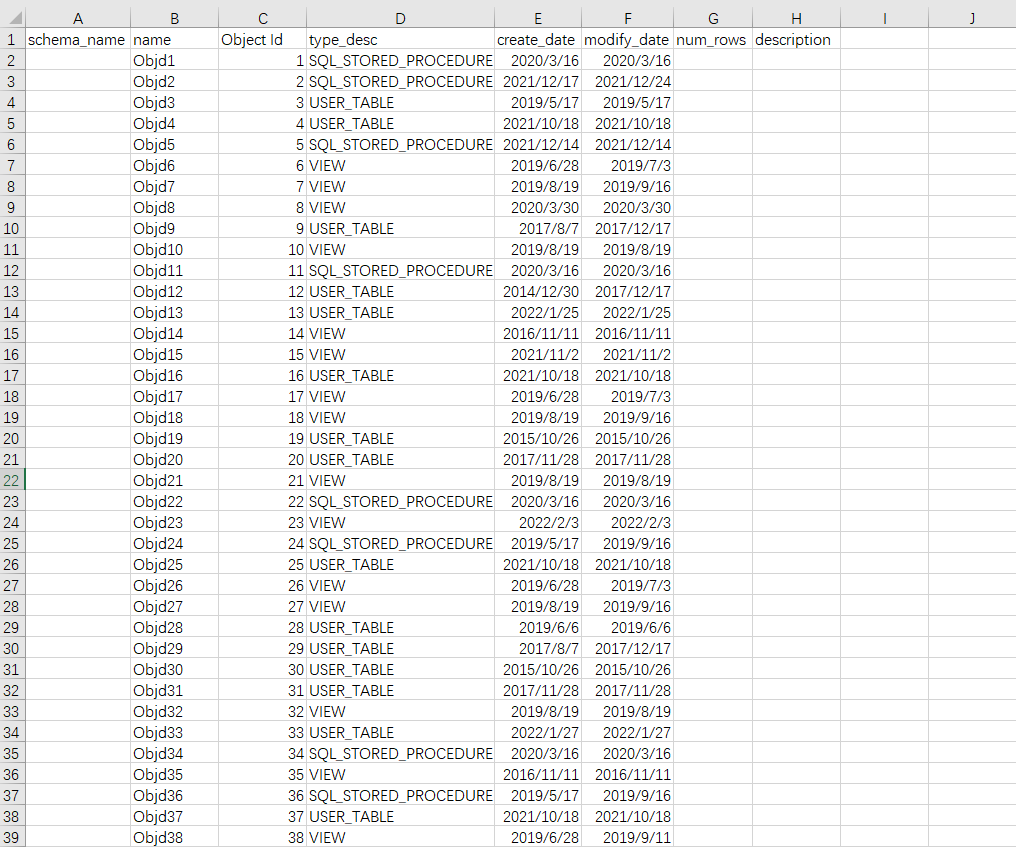 A B C D E F G H I J
1 schema_name name Object Id type_desc create_date modify_date num_rows description
2 Objd1 1 SQL_STORED_PROCEDURE 2020/3/16 2020/3/16
3 Objd2 2 SQL_STORED_PROCEDURE 2021/12/17 2021/12/24
4 Objd3 3 USER_TABLE 2019/5/17 2019/5/17
5 Objd4 4 USER_TABLE 2021/10/18 2021/10/18
6 Objd5 5 SQL_STORED_PROCEDURE 2021/12/14 2021/12/14
7 Objd6 6 VIEW 2019/6/28 2019/7/3
8 Objd7 7 VIEW 2019/8/19 2019/9/16
9 Objd8 8 VIEW 2020/3/30 2020/3/30
10 Objd9 9 USER_TABLE 2017/8/7 2017/12/17
11 Objd10 10 VIEW 2019/8/19 2019/8/19
12 Objd11 11 SQL_STORED_PROCEDURE 2020/3/16 2020/3/16
13 Objd12 12 USER_TABLE 2014/12/30 2017/12/17
14 Objd13 13 USER_TABLE 2022/1/25 2022/1/25
15 Objd14 14 VIEW 2016/11/11 2016/11/11
16 Objd15 15 VIEW 2021/11/2 2021/11/2
17 Objd16 16 USER_TABLE 2021/10/18 2021/10/18
18 Objd17 17 VIEW 2019/6/28 2019/7/3
19 Objd18 18 VIEW 2019/8/19 2019/9/16
20 Objd19 19 USER_TABLE 2015/10/26 2015/10/26
21 Objd20 20 USER_TABLE 2017/11/28 2017/11/28
22 Objd21 21 VIEW 2019/8/19 2019/8/19
23 Objd22 22 SQL_STORED_PROCEDURE 2020/3/16 2020/3/16
24 Objd23 23 VIEW 2022/2/3 2022/2/3
25 Objd24 24 SQL_STORED_PROCEDURE 2019/5/17 2019/9/16
26 Objd25 25 USER_TABLE 2021/10/18 2021/10/18
27 Objd26 26 VIEW 2019/6/28 2019/7/3
28 Objd27 27 VIEW 2019/8/19 2019/9/16
29 Objd28 28 USER_TABLE 2019/6/6 2019/6/6
30 Objd29 29 USER_TABLE 2017/8/7 2017/12/17
31 Objd30 30 USER_TABLE 2015/10/26 2015/10/26
32 Objd31 31 USER_TABLE 2017/11/28 2017/11/28
33 Objd32 32 VIEW 2019/8/19 2019/8/19
34 Objd33 33 USER_TABLE 2022/1/27 2022/1/27
35 Objd34 34 SQL_STORED_PROCEDURE 2020/3/16 2020/3/16
36 Objd35 35 VIEW 2016/11/11 2016/11/11
37 Objd36 36 SQL_STORED_PROCEDURE 2019/5/17 2019/9/16
38 Objd37 37 USER_TABLE 2021/10/18 2021/10/18
39 Objd38 38 VIEW 2019/6/28 2019/9/11